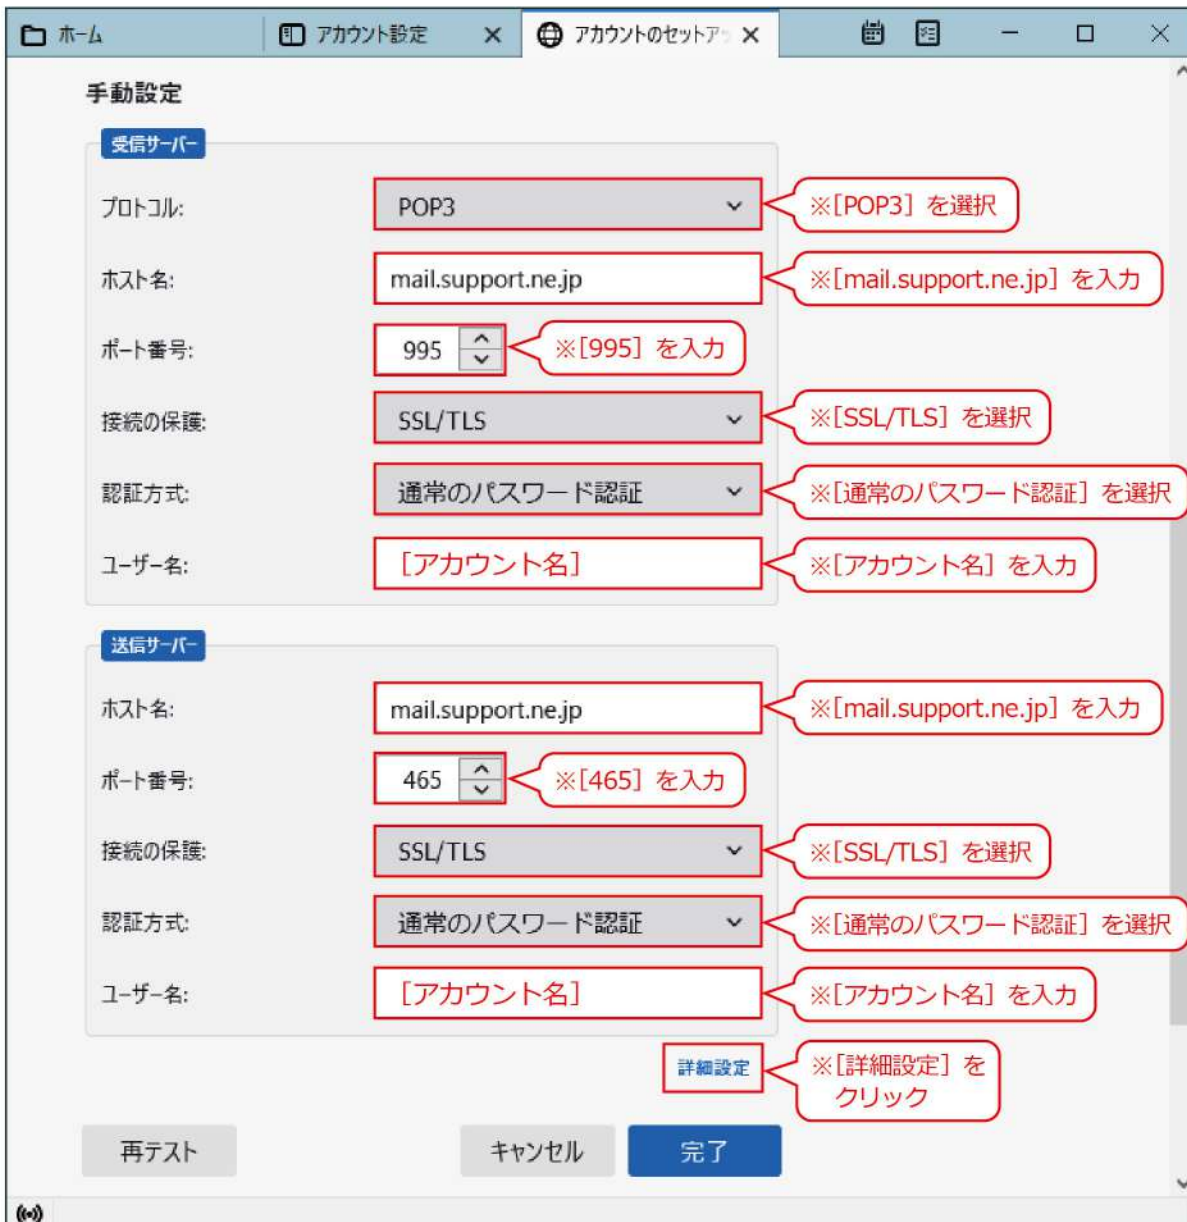 ホーム
アカウント設定
アカウントのセットアッ
手動設定
受信サーバー
プロトコル: POP3 ※[POP3] を選択
ホスト名: mail.support.ne.jp ※[mail.support.ne.jp] を入力
ポート番号: 995 ※[995] を入力
接続の保護: SSL/TLS ※[SSL/TLS] を選択
認証方式: 通常のパスワード認証 ※[通常のパスワード認証] を選択
ユーザー名: [アカウント名] ※[アカウント名] を入力
送信サーバー
ホスト名: mail.support.ne.jp ※[mail.support.ne.jp] を入力
ポート番号: 465 ※[465] を入力
接続の保護: SSL/TLS ※[SSL/TLS] を選択
認証方式: 通常のパスワード認証 ※[通常のパスワード認証] を選択
ユーザー名: [アカウント名] ※[アカウント名] を入力
詳細設定 ※[詳細設定] を
クリック
再テスト キャンセル 完了